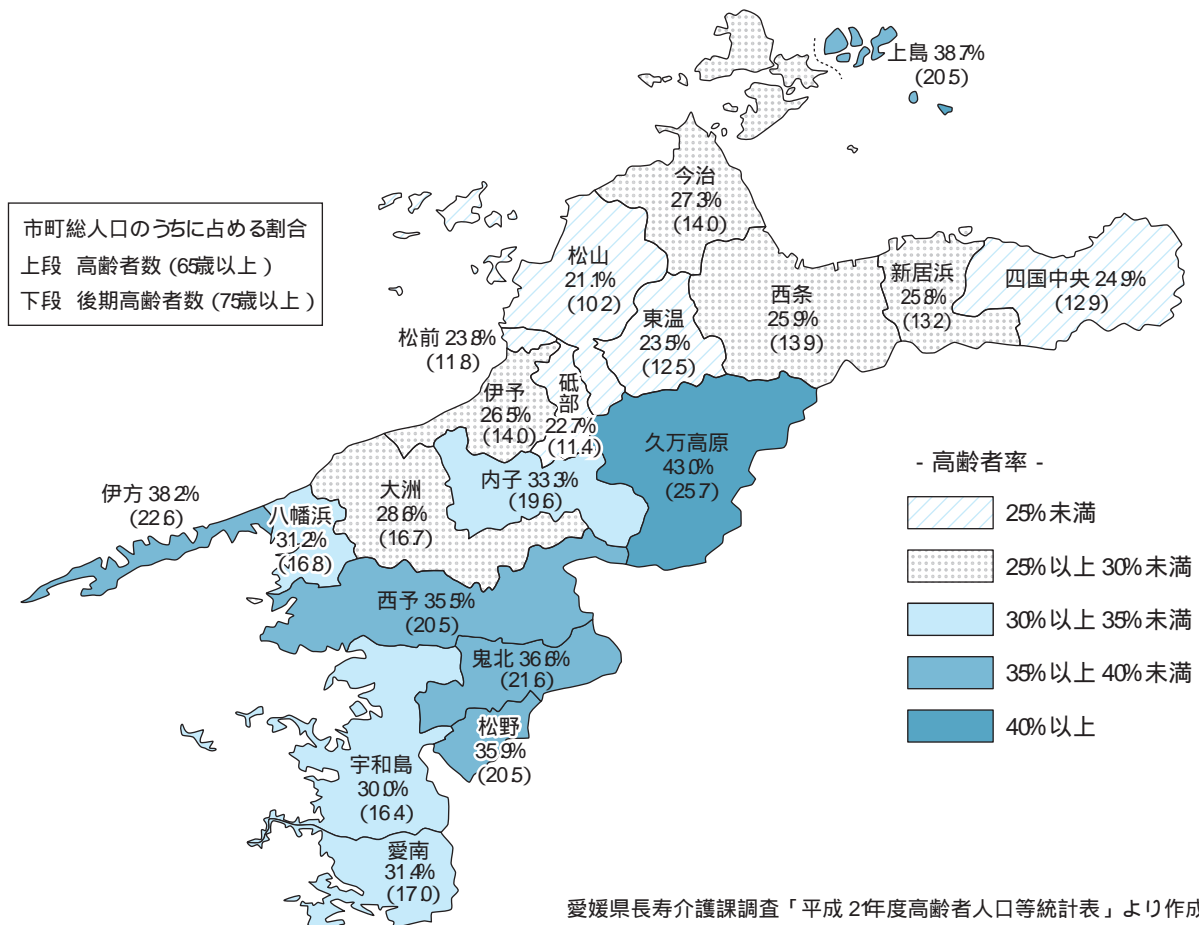 上島 38.7%
(20.5)
今治
27.3%
(14.0)
市町総人口のうちに占める割合
上段 高齢者数 (65歳以上)
下段 後期高齢者数 (75歳以上)
松山
21.1%
(10.2)
新居浜
25.8%
(13.2)
四国中央 24.9%
(12.9)
西条
25.9%
(13.9)
東温
23.5%
(12.5)
松前 23.8%
(11.8)
伊予
26.5%
(14.0)
砥部
22.7%
(11.4)
久万高原
43.0%
(25.7)
内子 33.3%
(19.6)
大洲
28.6%
(16.7)
伊方 38.2%
(22.6)
八幡浜
31.2%
(16.8)
西予 35.5%
(20.5)
鬼北 36.6%
(21.6)
松野
35.9%
(20.5)
宇和島
30.0%
(16.4)
愛南
31.4%
(17.0)
- 高齢者率 -
25%未満
25%以上 30%未満
30%以上 35%未満
35%以上 40%未満
40%以上
愛媛県長寿介護課調査「平成 21年度高齢者人口等統計表」より作成